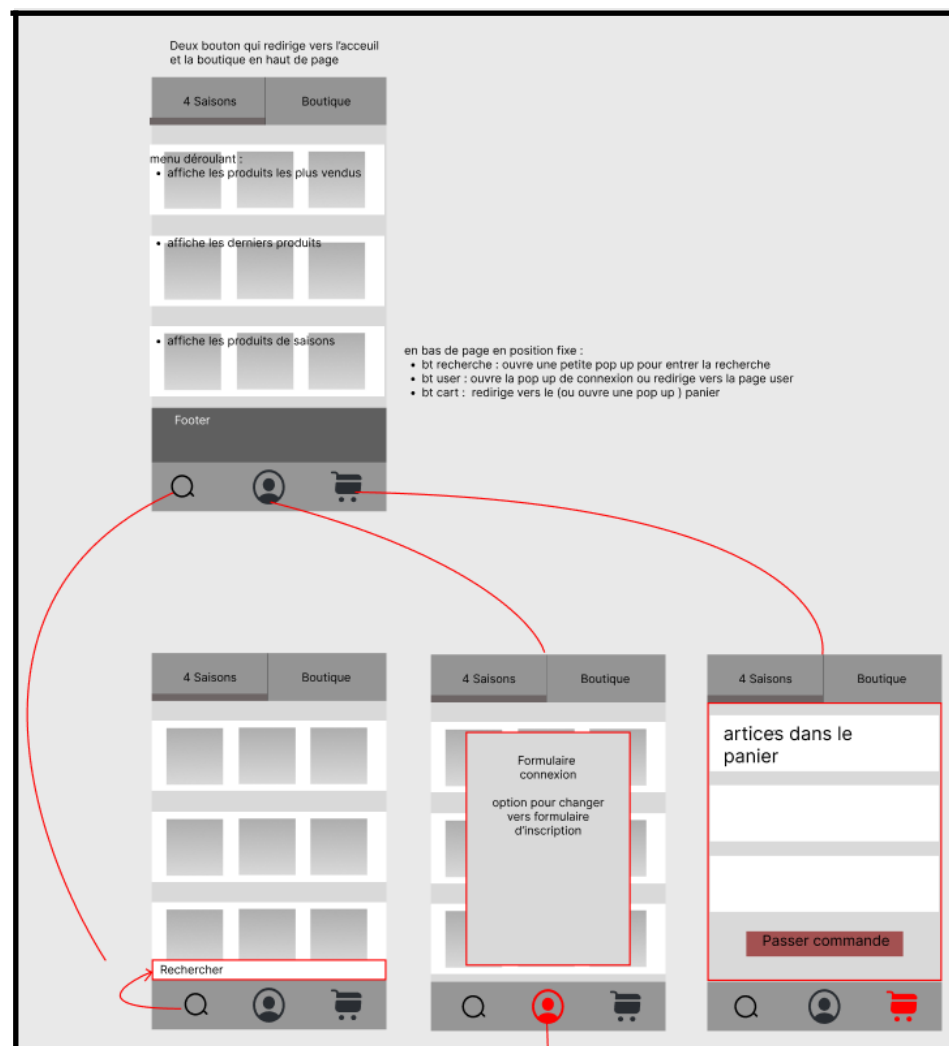 Deux bouton qui redirige vers l'acceuil
et la boutique en haut de page
4 Saisons
Boutique
menu déroulant :
• affiche les produits les plus vendus
• affiche les derniers produits
• affiche les produits de saisons
en bas de page en position fixe :
• bt recherche : ouvre une petite pop up pour entrer la recherche
• bt user : ouvre la pop up de connexion ou redirige vers la page user
• bt cart :  redirige vers le (ou ouvre une pop up ) panier
Footer
4 Saisons
Boutique
Rechercher
4 Saisons
Boutique
Formulaire
connexion
option pour changer
vers formulaire
d'inscription
4 Saisons
Boutique
artices dans le
panier
Passer commande